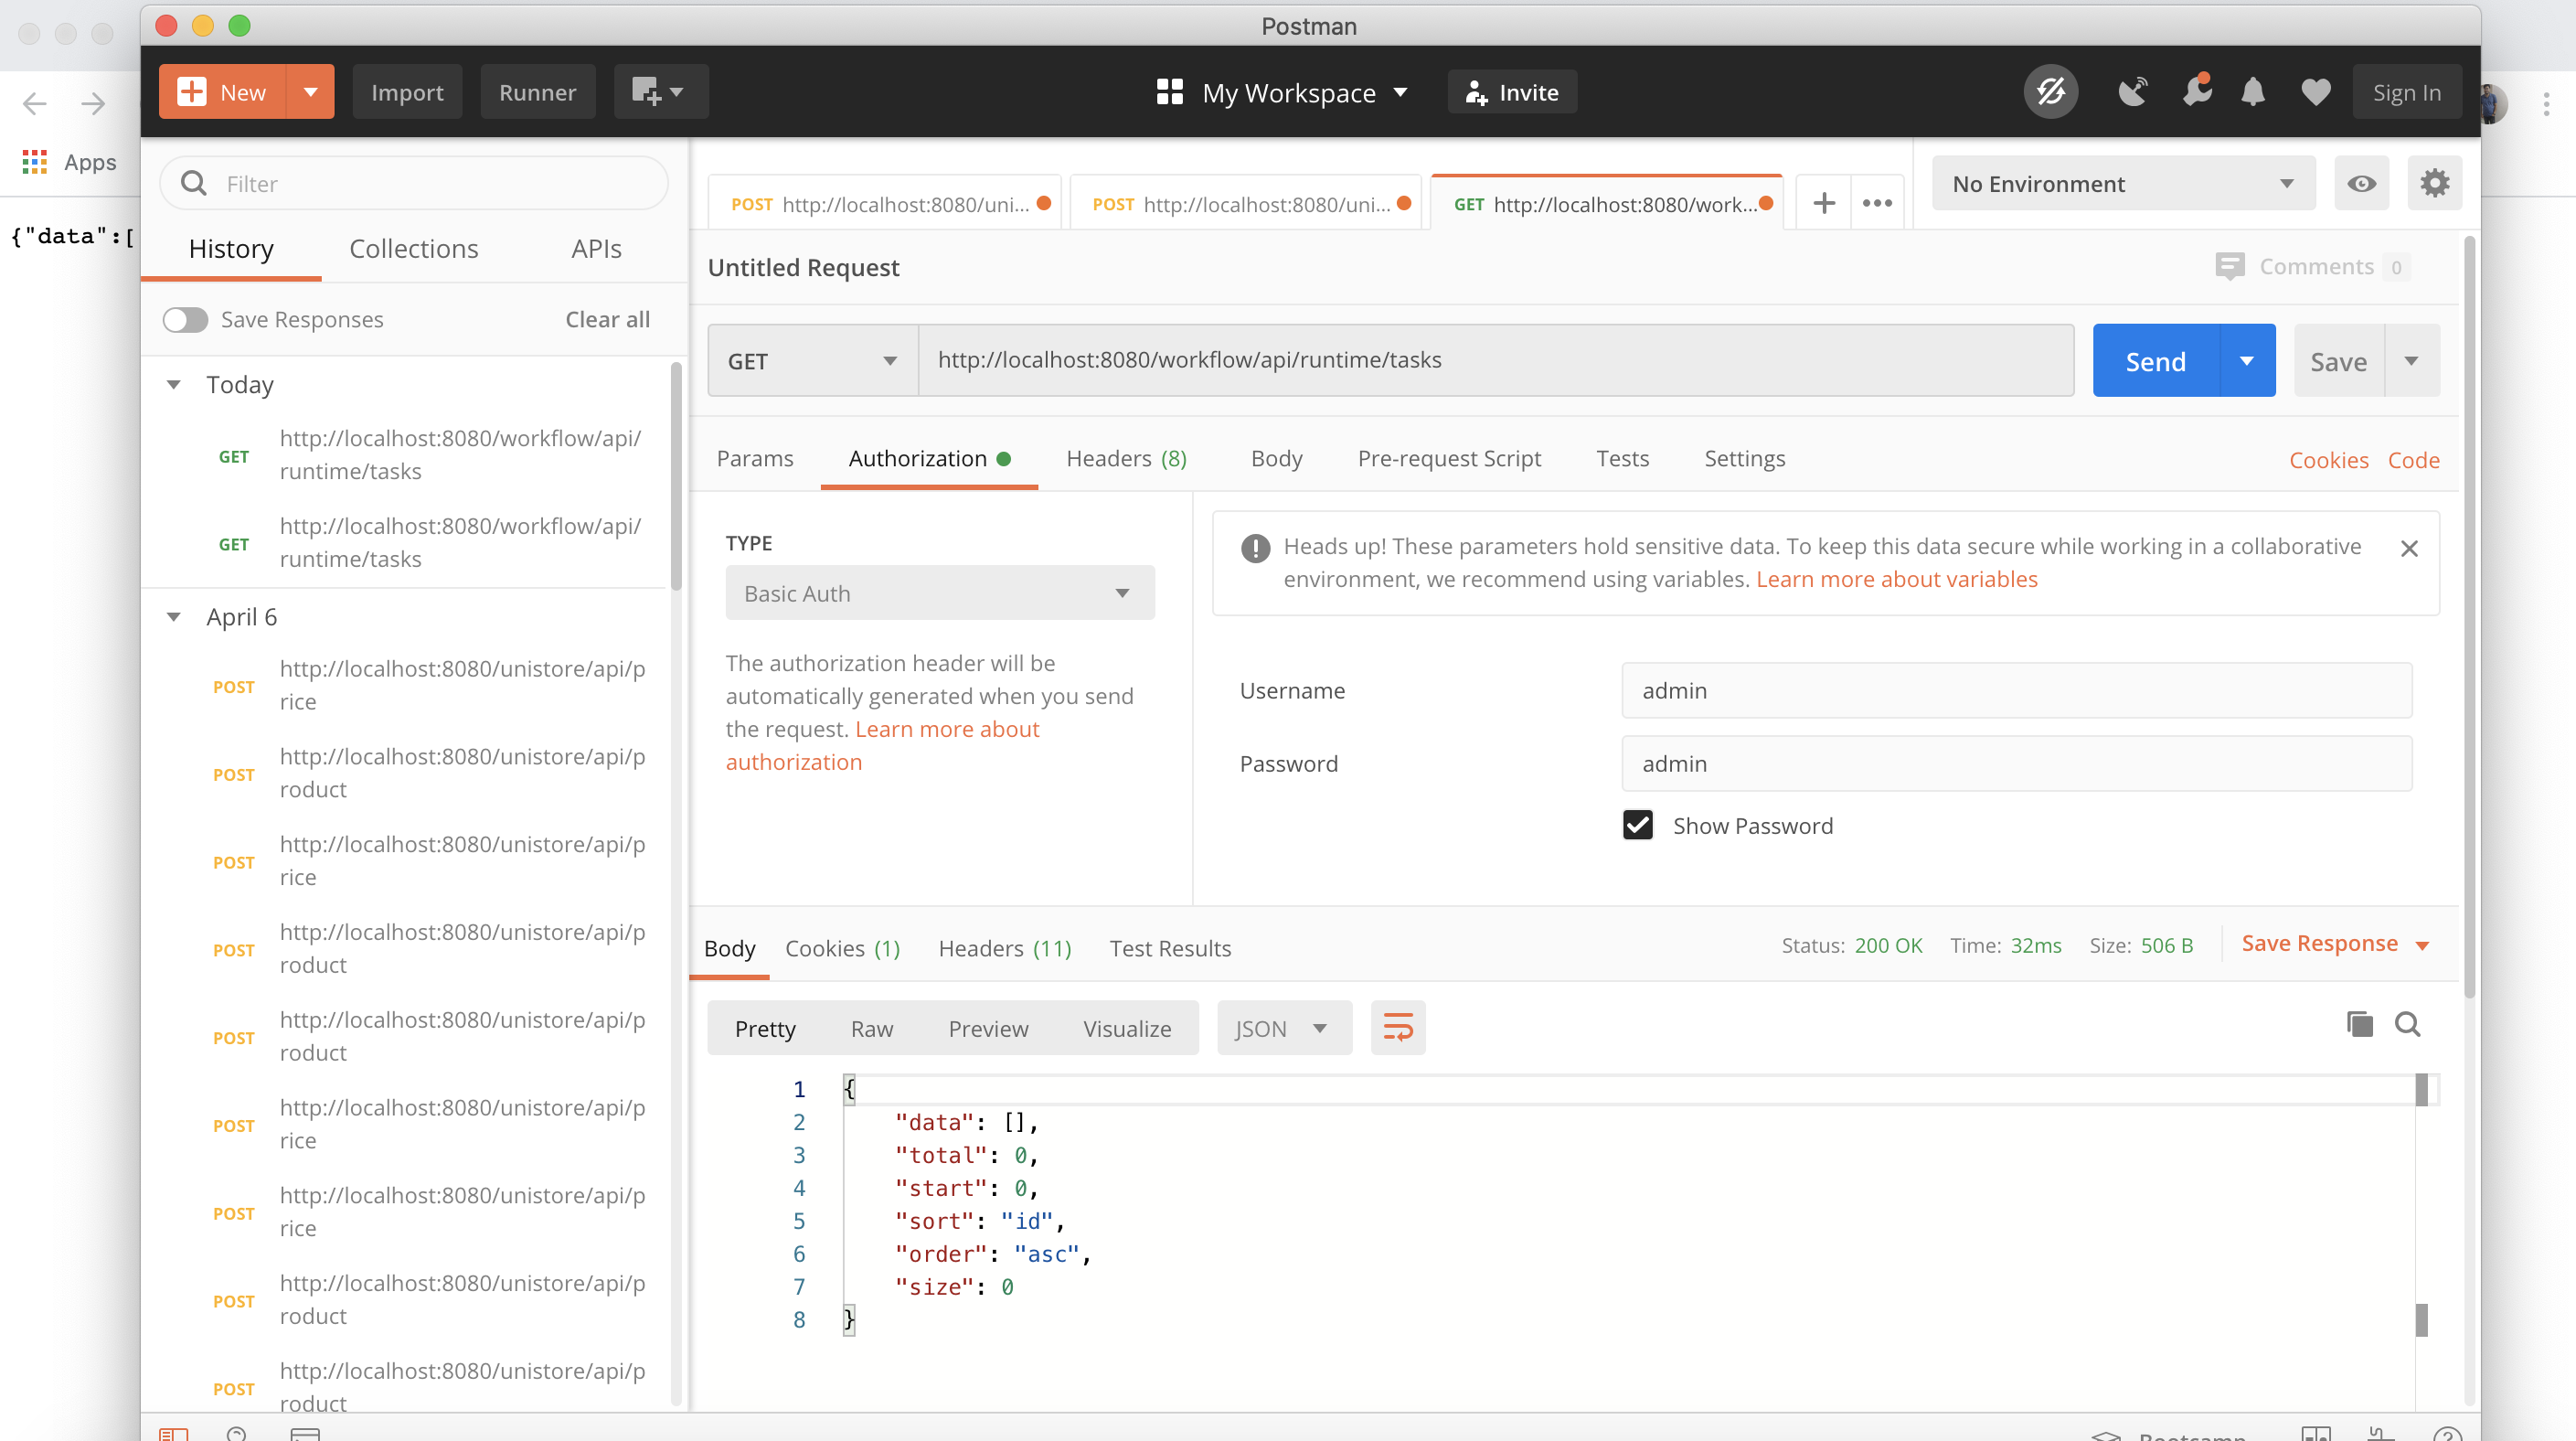 Postman
New
Import
Runner
My Workspace
Invite
Sign In
Apps
{"data":[
Filter
History
Collections
APIs
Save Responses
Clear all
Today
GET
http://localhost:8080/workflow/api/
runtime/tasks
GET
http://localhost:8080/workflow/api/
runtime/tasks
April 6
POST
http://localhost:8080/unistore/api/p
rice
POST
http://localhost:8080/unistore/api/p
roduct
POST
http://localhost:8080/unistore/api/p
rice
POST
http://localhost:8080/unistore/api/p
roduct
POST
http://localhost:8080/unistore/api/p
roduct
POST
http://localhost:8080/unistore/api/p
rice
POST
http://localhost:8080/unistore/api/p
rice
POST
http://localhost:8080/unistore/api/p
roduct
POST
http://localhost:8080/unistore/api/p
roduct
POST http://localhost:8080/uni...
POST http://localhost:8080/uni...
GET http://localhost:8080/work...
No Environment
Untitled Request
Comments 0
GET
http://localhost:8080/workflow/api/runtime/tasks
Send
Save
Params
Authorization
Headers (8)
Body
Pre-request Script
Tests
Settings
Cookies
Code
TYPE
Basic Auth
The authorization header will be
automatically generated when you send
the request. Learn more about
authorization
Heads up! These parameters hold sensitive data. To keep this data secure while working in a collaborative
environment, we recommend using variables. Learn more about variables
Username
admin
Password
admin
Show Password
Body
Cookies (1)
Headers (11)
Test Results
Status: 200 OK
Time: 32ms
Size: 506 B
Save Response
Pretty
Raw
Preview
Visualize
JSON
1 {
2 "data": [],
3 "total": 0,
4 "start": 0,
5 "sort": "id",
6 "order": "asc",
7 "size": 0
8 }
Bootcamp